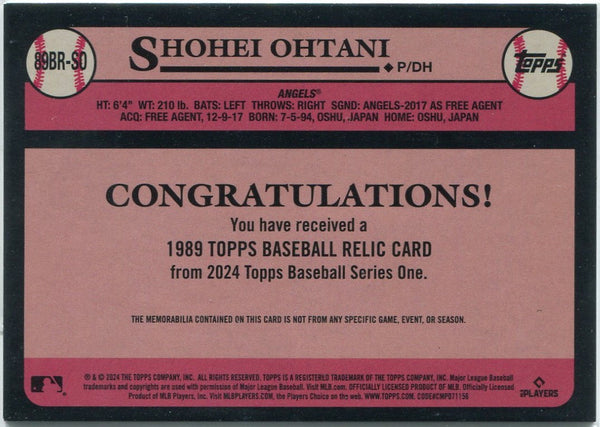 89BR-SO
SHOHEI OHTANI
P/DH
Topps
ANGELS®
HT: 6'4" WT: 210 lb. BATS: LEFT THROWS: RIGHT SGND: ANGELS-2017 AS FREE AGENT
ACQ: FREE AGENT, 12-9-17 BORN: 7-5-94, OSHU, JAPAN HOME: OSHU, JAPAN
CONGRATULATIONS!
You have received a
1989 TOPPS BASEBALL RELIC CARD
from 2024 Topps Baseball Series One.
THE MEMORABILIA CONTAINED ON THIS CARD IS NOT FROM ANY SPECIFIC GAME, EVENT, OR SEASON.
® & © 2024 THE TOPPS COMPANY, INC. ALL RIGHTS RESERVED. TOPPS IS A REGISTERED TRADEMARK OF THE TOPPS COMPANY, INC. Major League Baseball
trademarks and copyrights are used with permission of Major League Baseball. Visit MLB.com. OFFICIALLY LICENSED PRODUCT OF MLB. Officially Licensed
Product of MLB Players, Inc. Visit MLBPLAYERS.COM, the Players Choice on the web. WWW.TOPPS.COM. CODE#CMP071156
PLAYERS